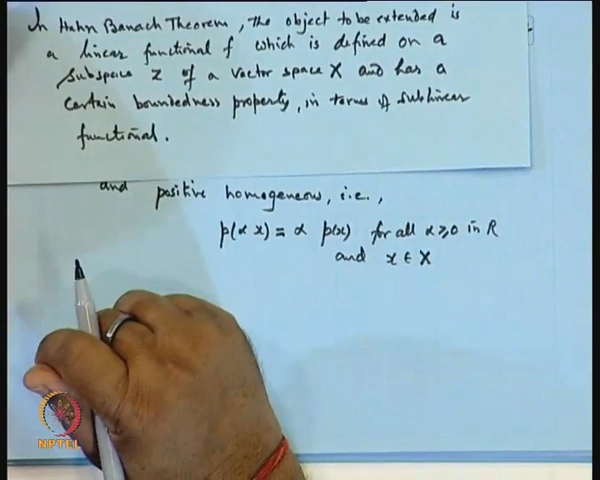 In Hahn Banach Theorem, the object to be extended is
a linear functional f which is defined on a
subspace Z of a vector space X and has a
certain boundedness property, in terms of sublinear
functional.
and positive homogeneous, i.e.,
p(α x) = α p(x) for all α ≥ 0 in R
and x ∈ X
NPTEL